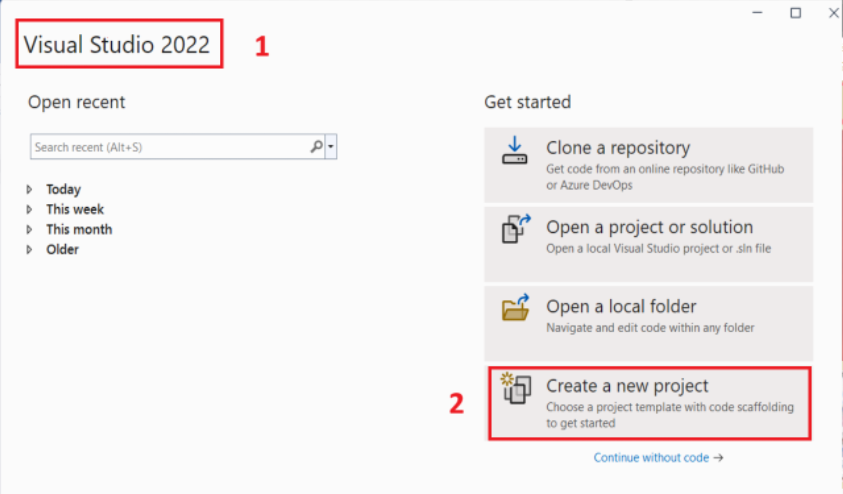 Visual Studio 2022
1
Open recent
Search recent (Alt+S)
Today
This week
This month
Older
Get started
Clone a repository
Get code from an online repository like GitHub
or Azure DevOps
Open a project or solution
Open a local Visual Studio project or .sln file
Open a local folder
Navigate and edit code within any folder
2
Create a new project
Choose a project template with code scaffolding
to get started
Continue without code →